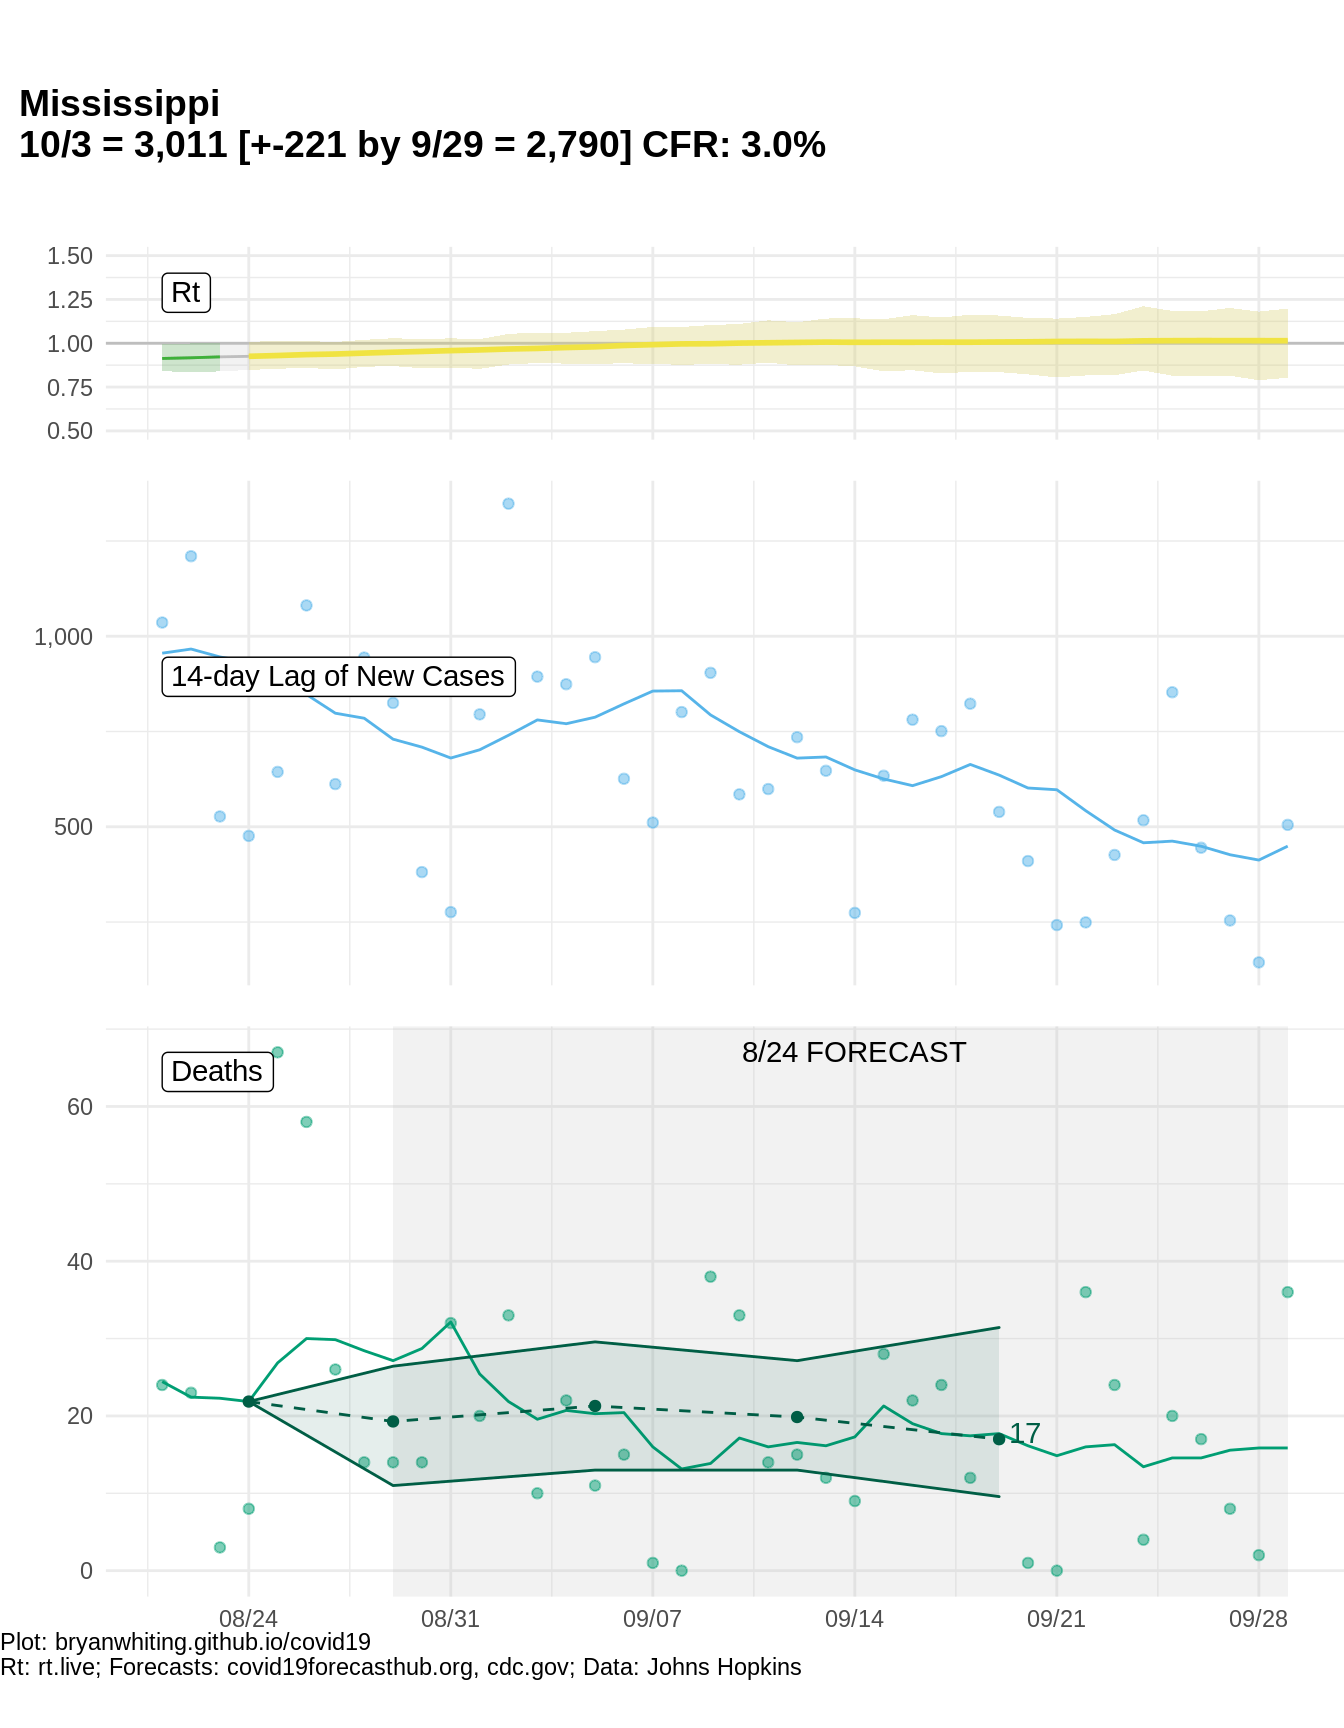 Mississippi
10/3 = 3,011 [+-221 by 9/29 = 2,790] CFR: 3.0%
1.50
1.25
1.00
0.75
0.50
Rt
1,000
500
14-day Lag of New Cases
8/24 FORECAST
Deaths
60
40
20
0
17
08/24 08/31 09/07 09/14 09/21 09/28
Plot: bryanwhiting.github.io/covid19
Rt: rt.live; Forecasts: covid19forecasthub.org, cdc.gov; Data: Johns Hopkins